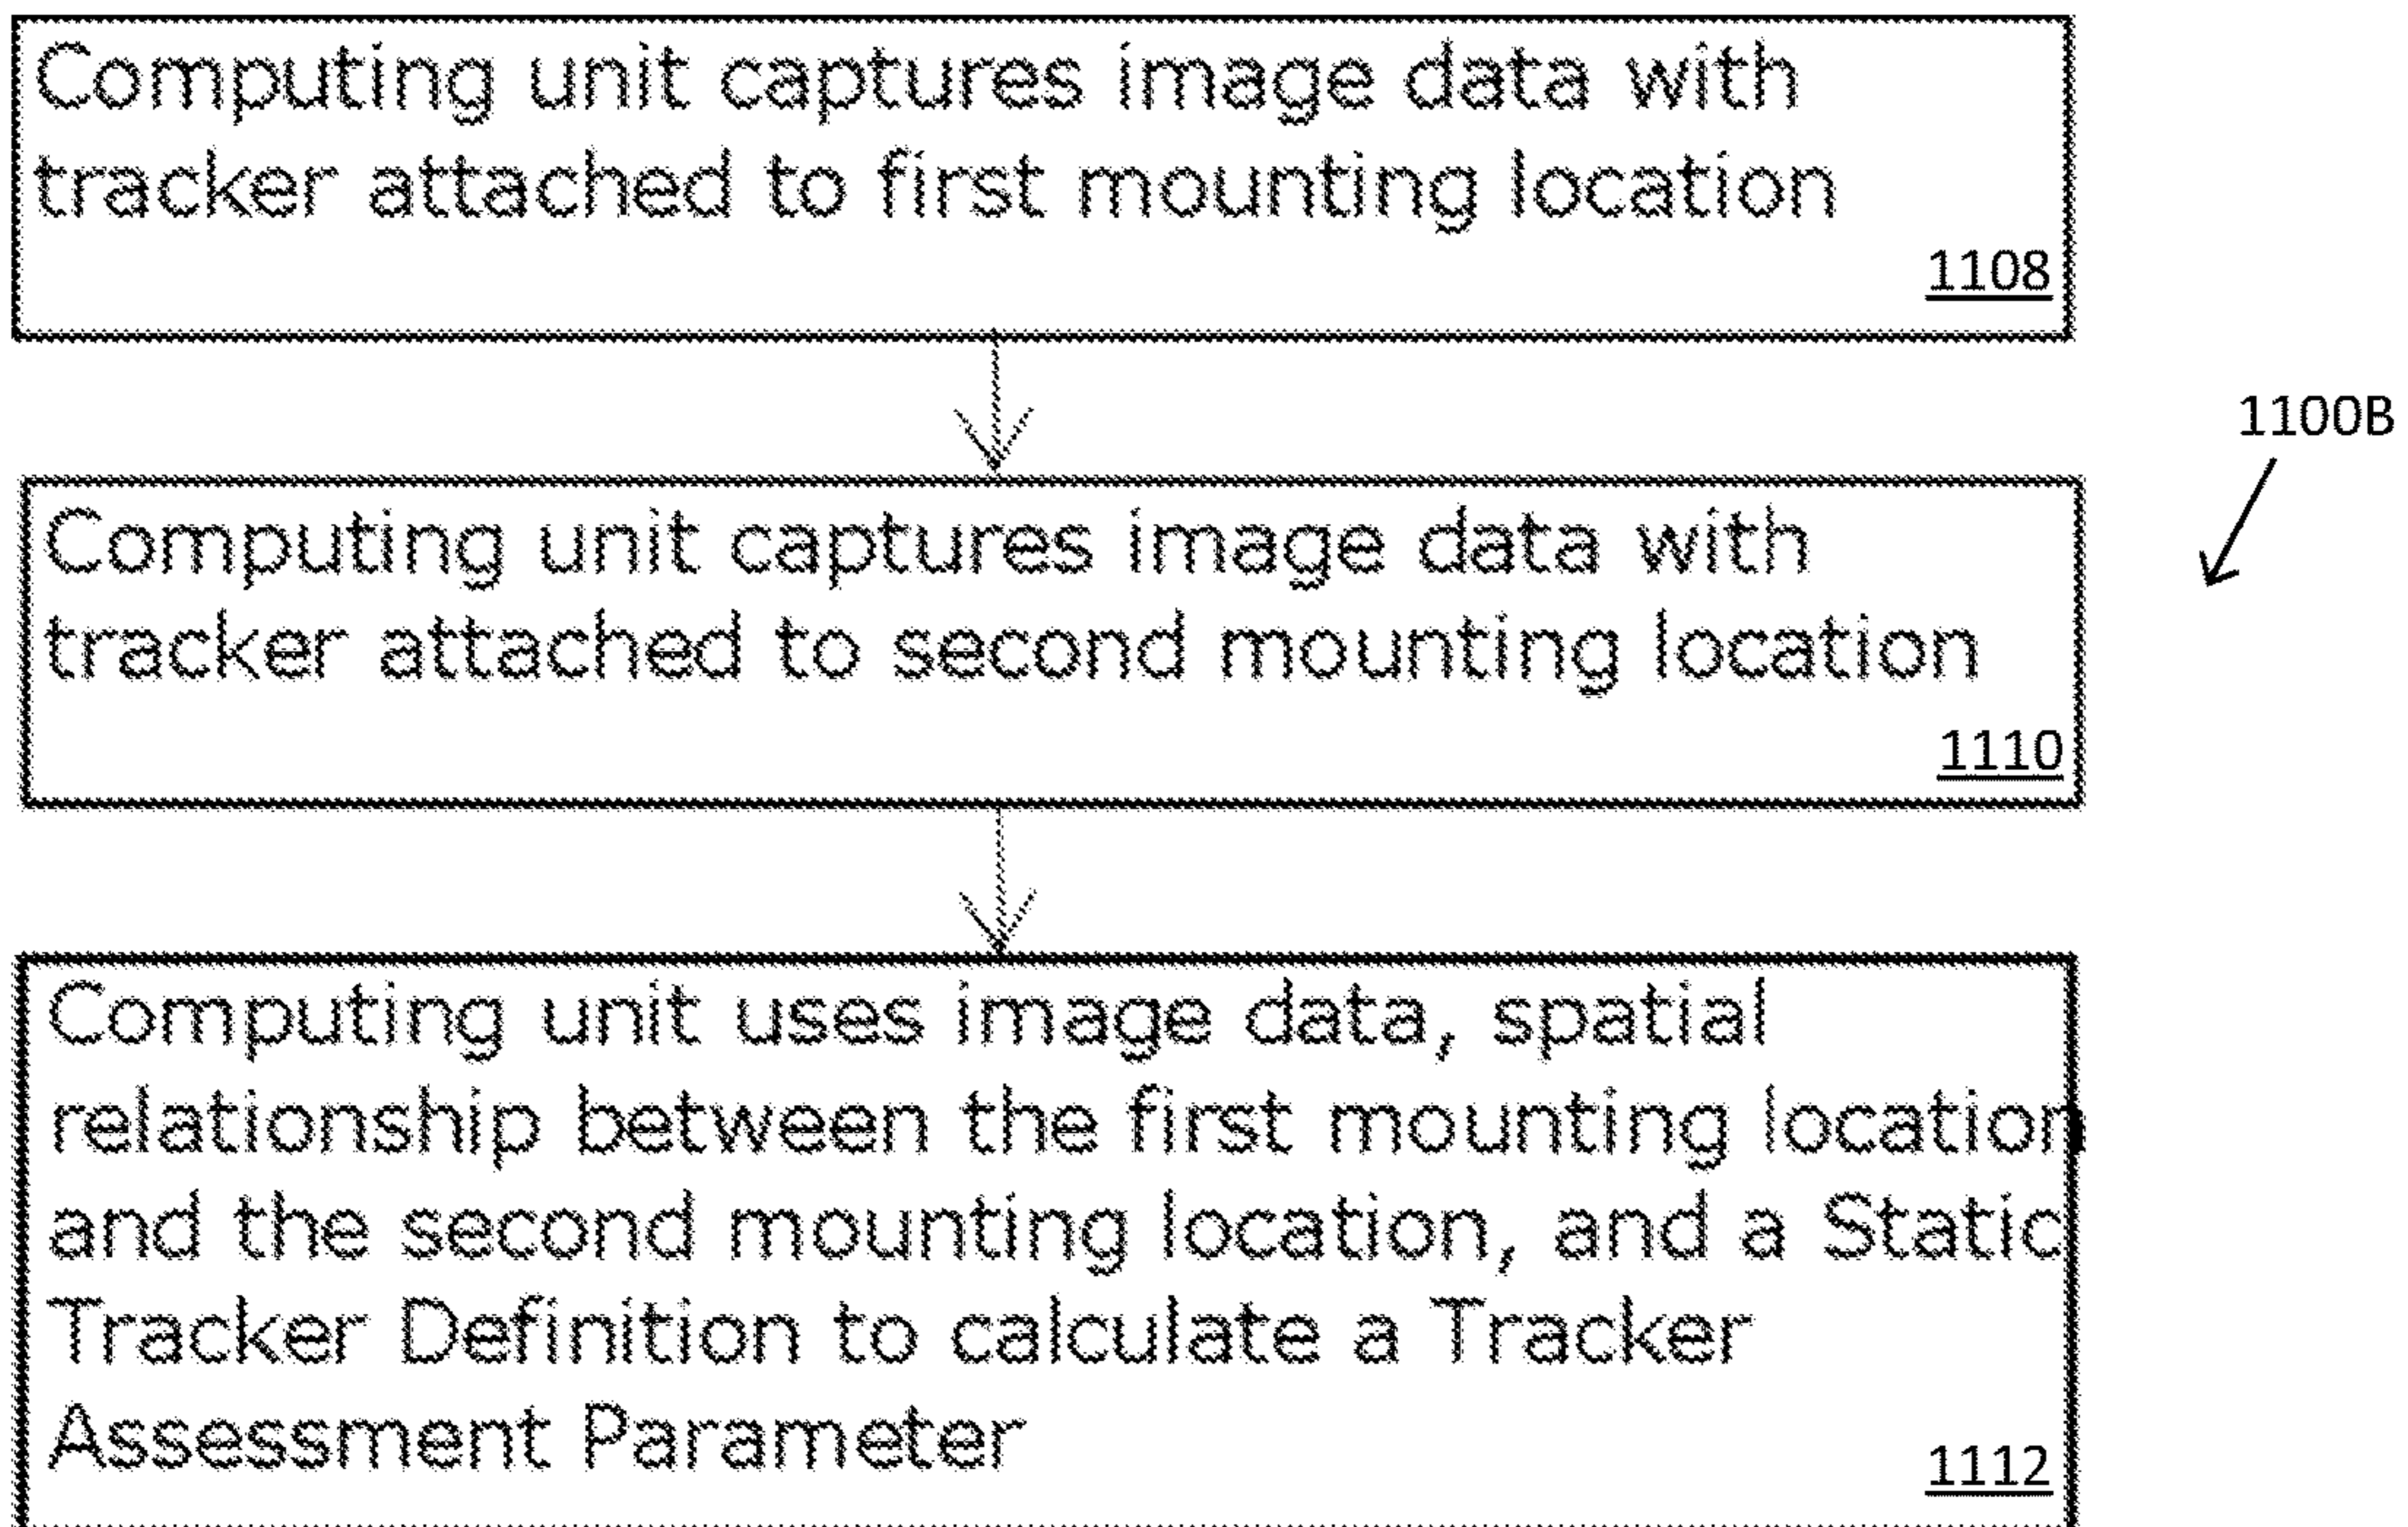 Computing unit captures image data with
tracker attached to first mounting location
1108
1100B
Computing unit captures image data with
tracker attached to second mounting location
1110
Computing unit uses image data, spatial
relationship between the first mounting location
and the second mounting location, and a Static
Tracker Definition to calculate a Tracker
Assessment Parameter
1112